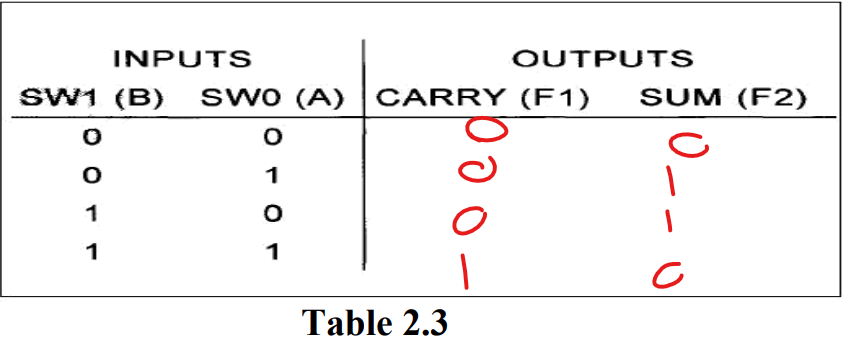 INPUTS OUTPUTS
SW1 (B) SW0 (A) CARRY (F1) SUM (F2)
0 0 0 0
0 1 0 1
1 0 0 1
1 1 1 0
Table 2.3